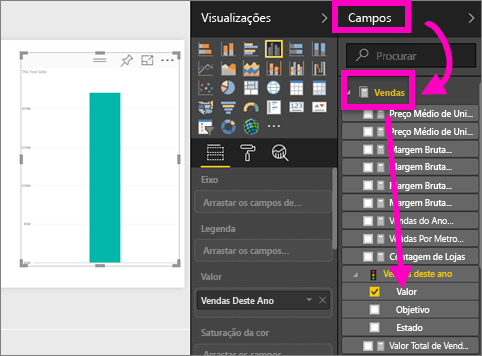 Visualizações
Campos
Procurar
Vendas
Preço Médio de Uni...
Preço Médio de Uni...
Margem Bruta...
Margem Bruta...
Margem Bruta...
Margem Bruta...
Vendas do Ano...
Vendas Por Metro...
Contagem de Lojas
Vendas deste ano
Valor
Objetivo
Estado
Valor Total de Vend...
Eixo
Arrastar os campos de...
Legenda
Arrastar os campos...
Valor
Vendas Deste Ano
Saturação da cor
Arrastar os campos...
This Year Sales